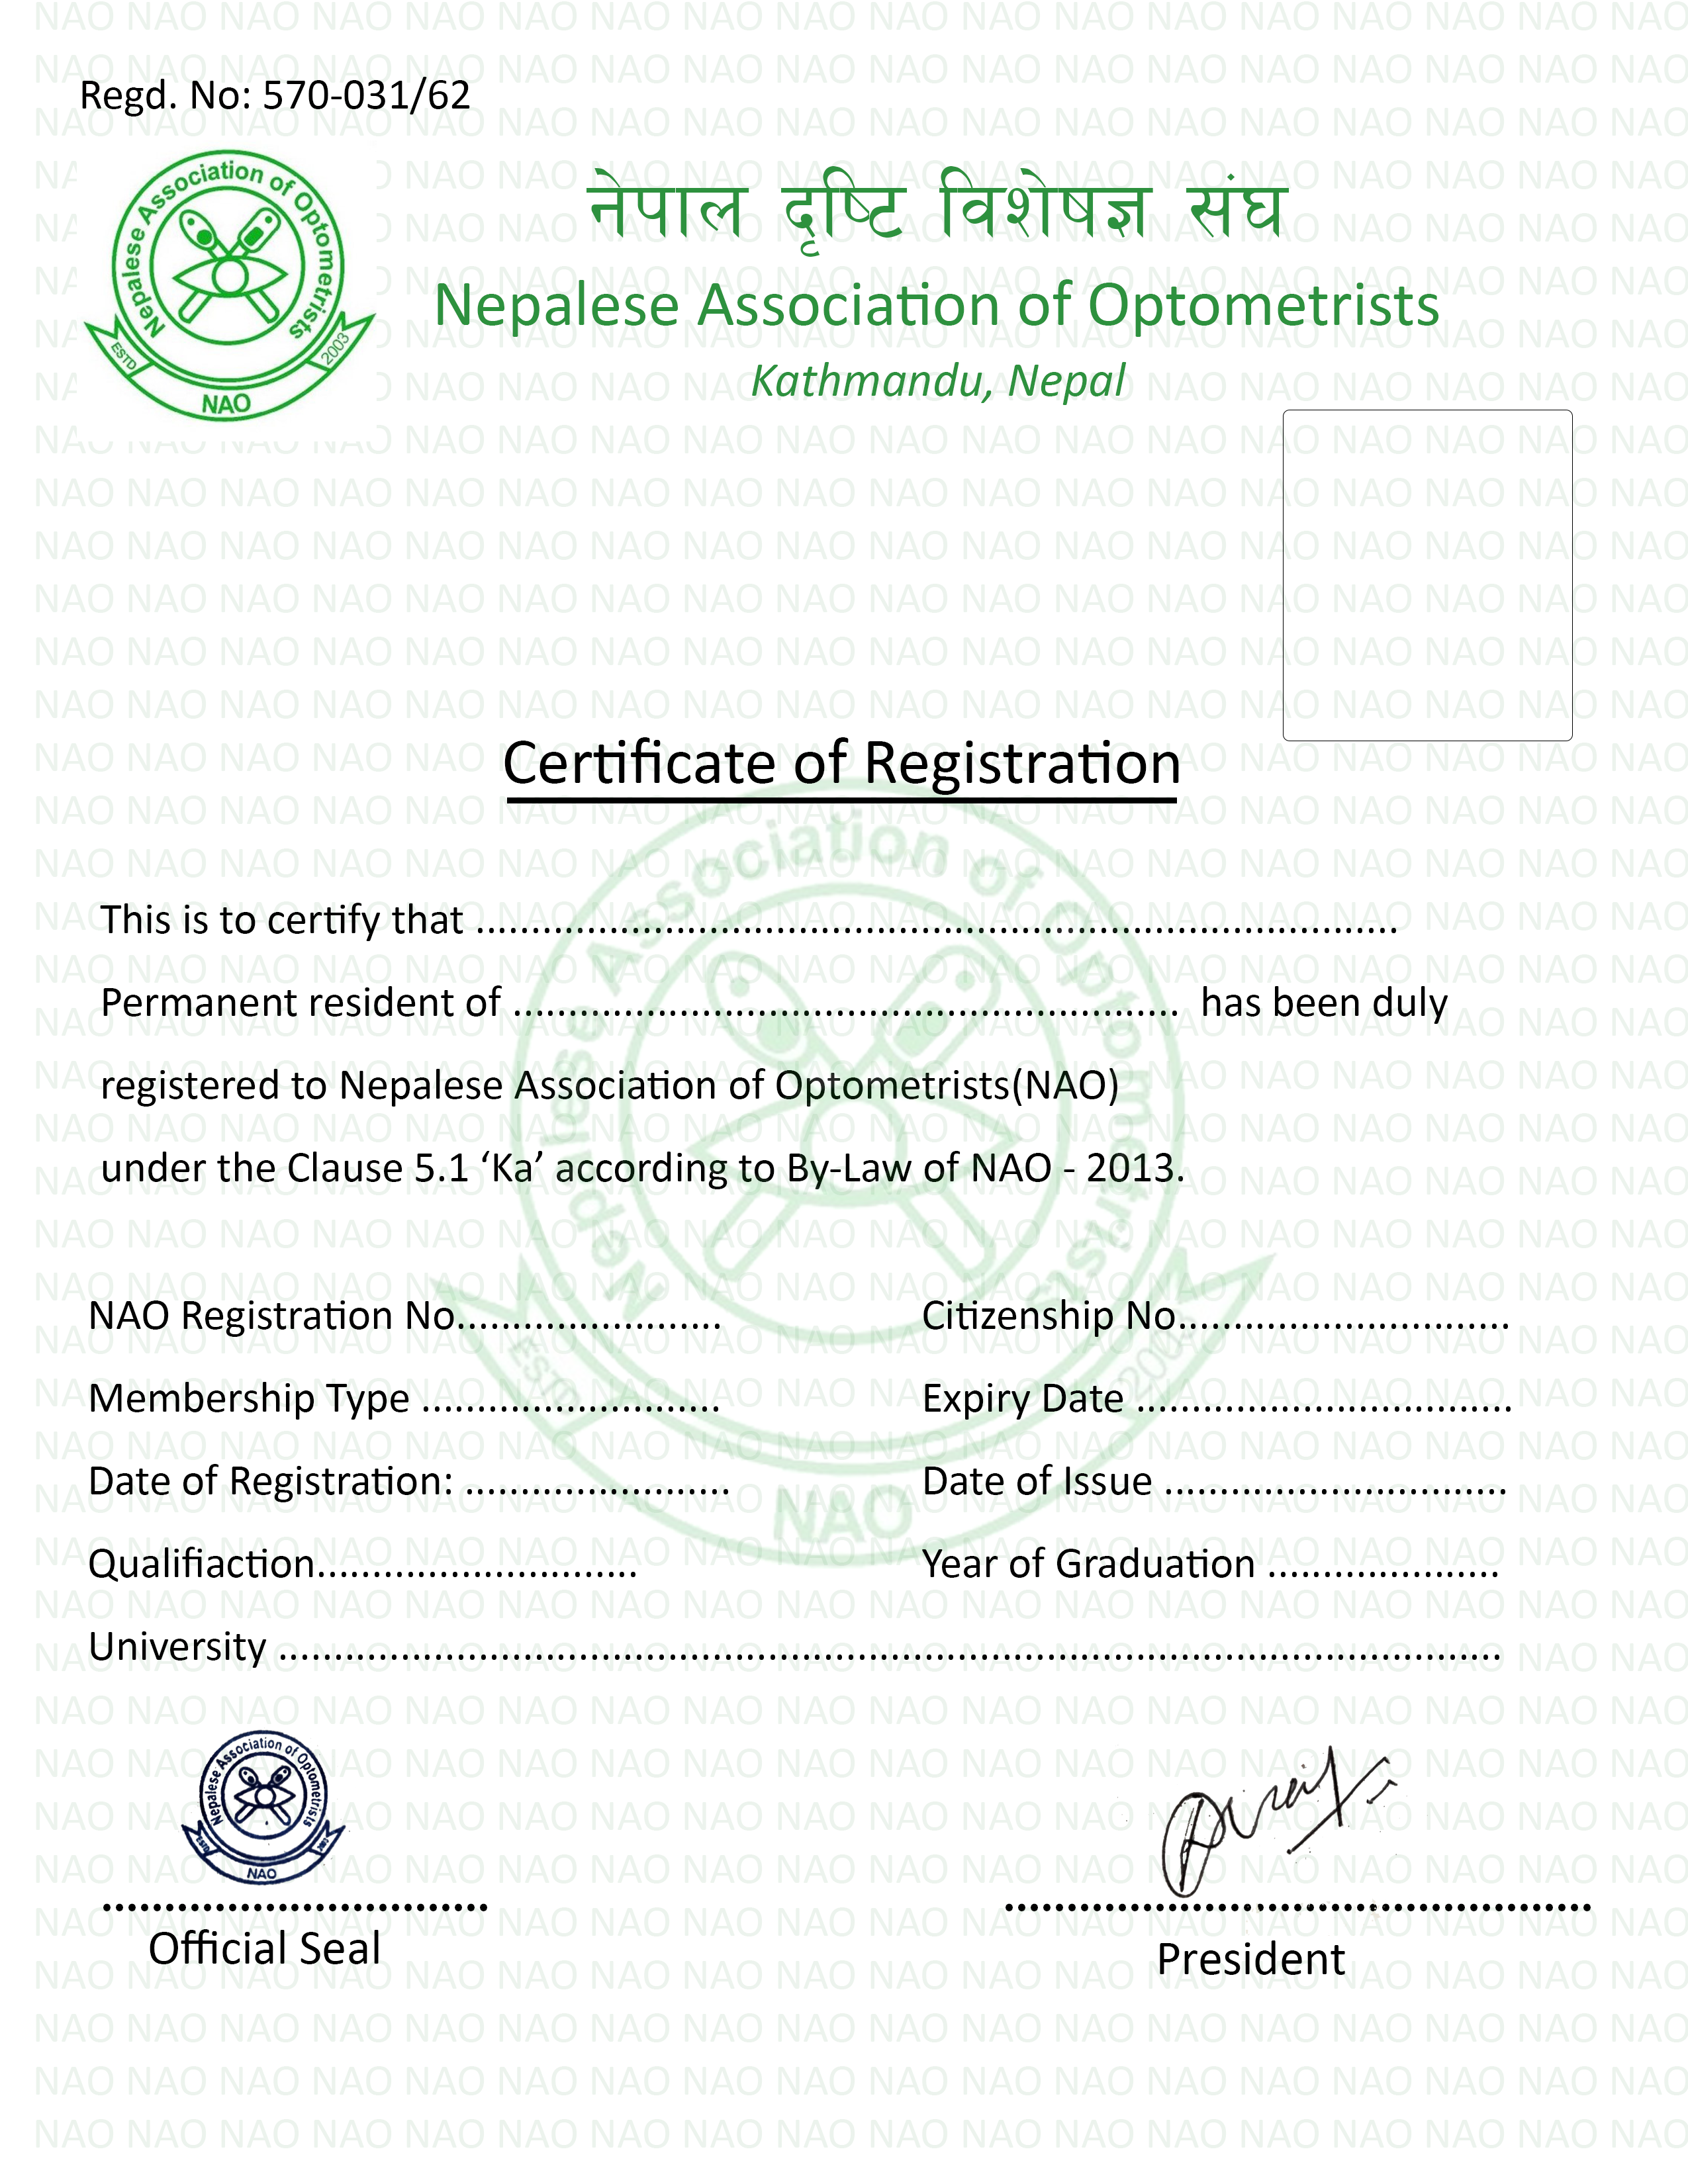 Regd. No: 570-031/62
Nepalese Association of Optometrists
ESTD 2003
NAO
नेपाल दृष्टि विशेषज्ञ संघ
Nepalese Association of Optometrists
Kathmandu, Nepal
Certificate of Registration
This is to certify that ....................................................................................
Permanent resident of ............................................................. has been duly
registered to Nepalese Association of Optometrists(NAO)
under the Clause 5.1 ‘Ka’ according to By-Law of NAO - 2013.
NAO Registration No........................ Citizenship No..............................
Membership Type ........................... Expiry Date ..................................
Date of Registration: ........................ Date of Issue ...............................
Qualifiaction............................. Year of Graduation .....................
University ...............................................................................................................
Nepalese Association of Optometrists
ESTD
NAO
Official Seal
President